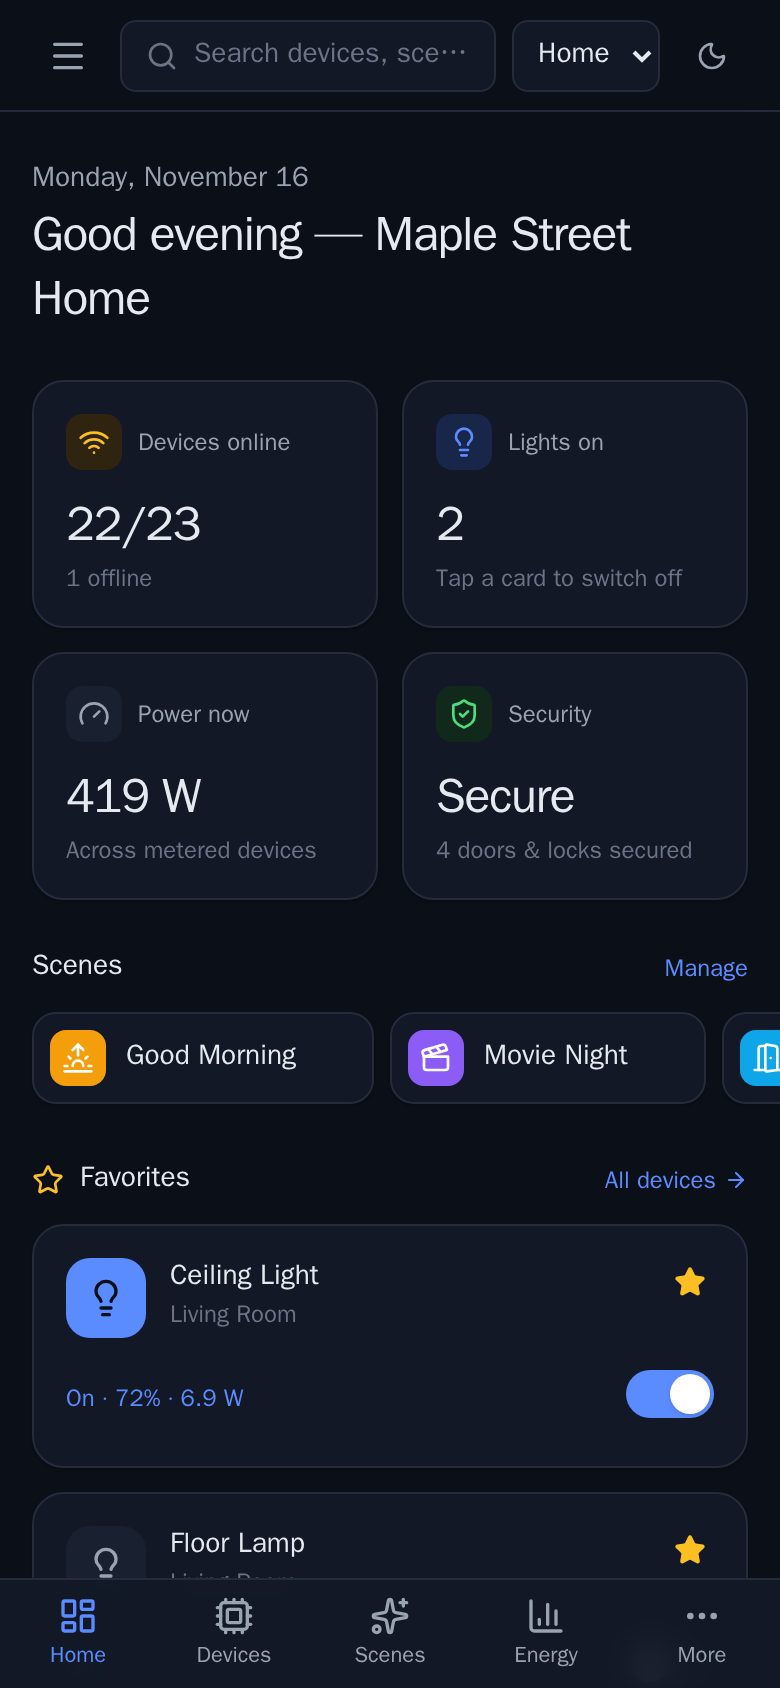 Search devices, sce···
Home
Monday, November 16
Good evening — Maple Street
Home
Devices online
22/23
1 offline
Lights on
2
Tap a card to switch off
Power now
419 W
Across metered devices
Security
Secure
4 doors & locks secured
Scenes
Manage
Good Morning
Movie Night
Favorites
All devices →
Ceiling Light
Living Room
On · 72% · 6.9 W
Floor Lamp
Living Room
Home
Devices
Scenes
Energy
More